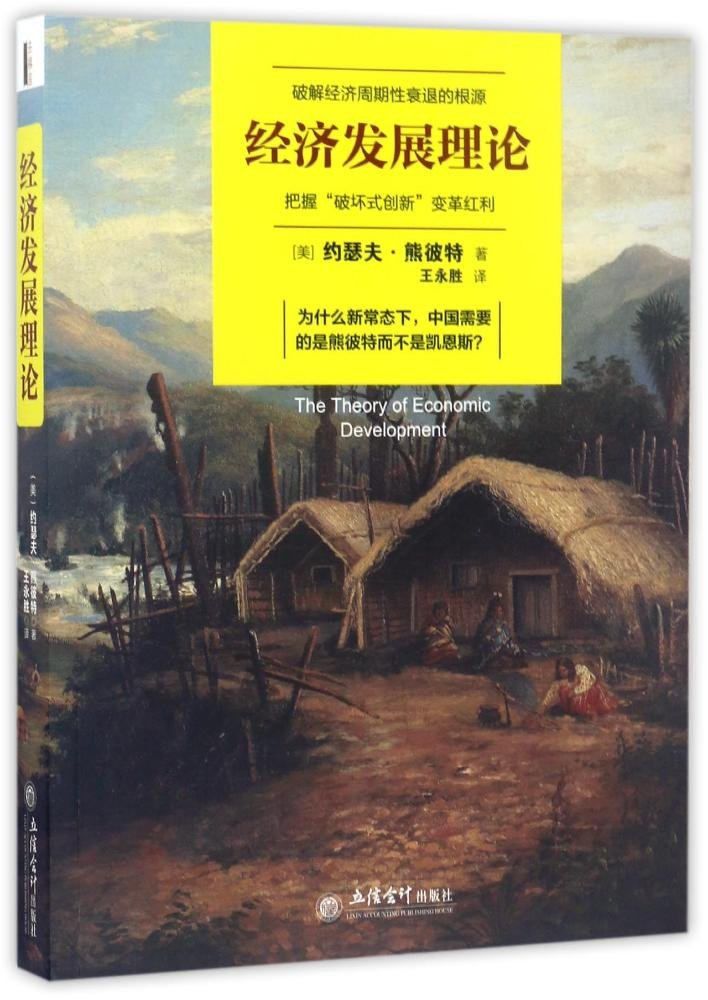 破解经济周期性衰退的根源
经济发展理论
把握“破坏式创新”变革红利
[美] 约瑟夫·熊彼特 著
王永胜 译
为什么新常态下，中国需要
的是熊彼特而不是凯恩斯？
The Theory of Economic
Development
立信会计出版社
LIXIN ACCOUNTING PUBLISHING HOUSE
经济发展理论
（美）约瑟夫·熊彼特 著
王永胜 译
立信会计出版社